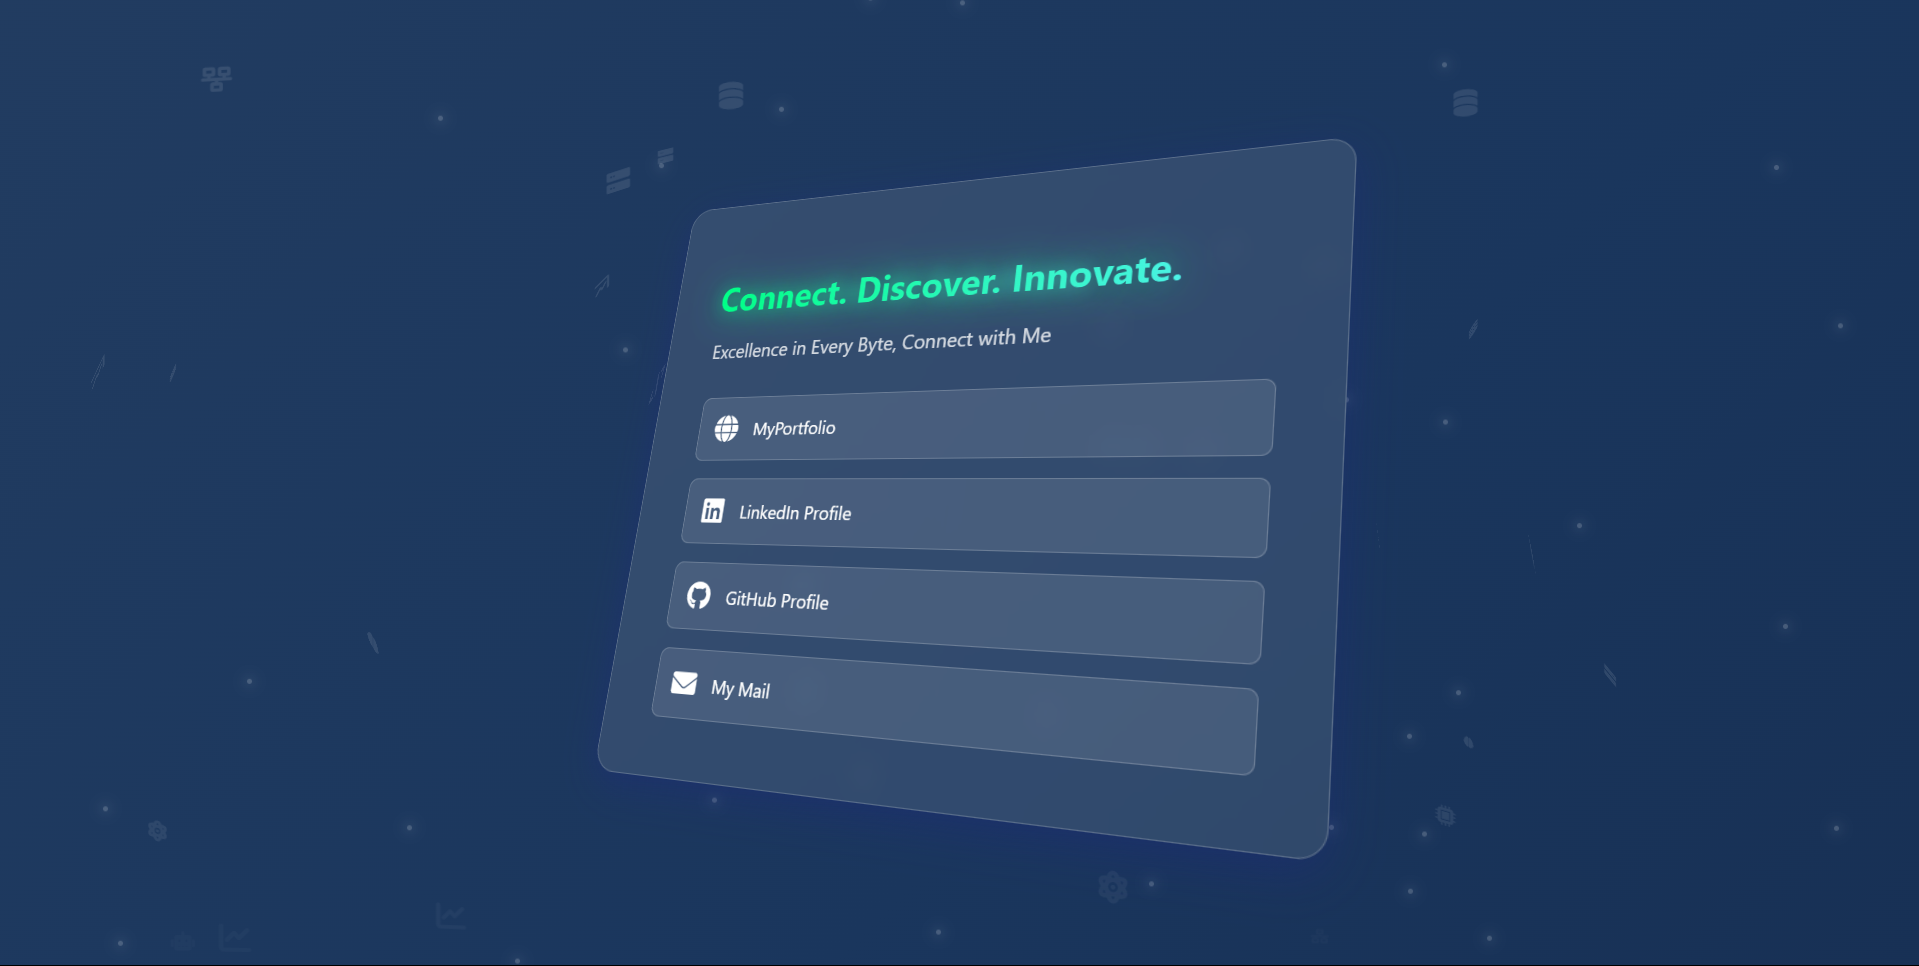 Connect. Discover. Innovate.
Excellence in Every Byte, Connect with Me
MyPortfolio
LinkedIn Profile
GitHub Profile
My Mail